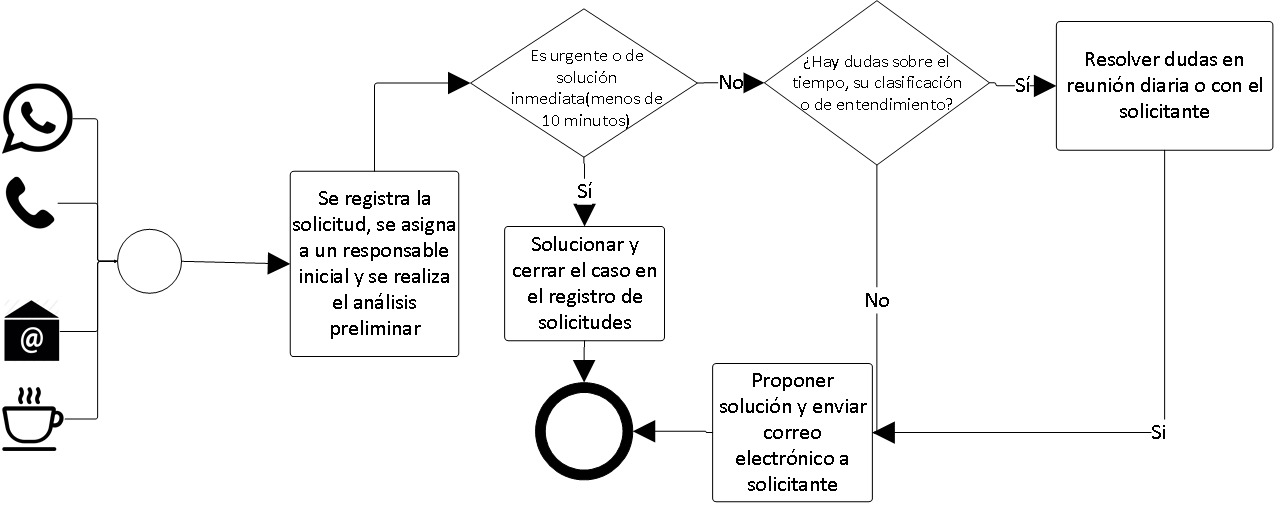 Se registra la
solicitud, se asigna
a un responsable
inicial y se realiza
el análisis
preliminar
Es urgente o de
solución
inmediata(menos de
10 minutos)
No
Sí
Solucionar y
cerrar el caso en
el registro de
solicitudes
¿Hay dudas sobre el
tiempo, su clasificación
o de entendimiento?
Sí
No
Resolver dudas en
reunión diaria o con el
solicitante
Si
Proponer
solución y enviar
correo
electrónico a
solicitante
@